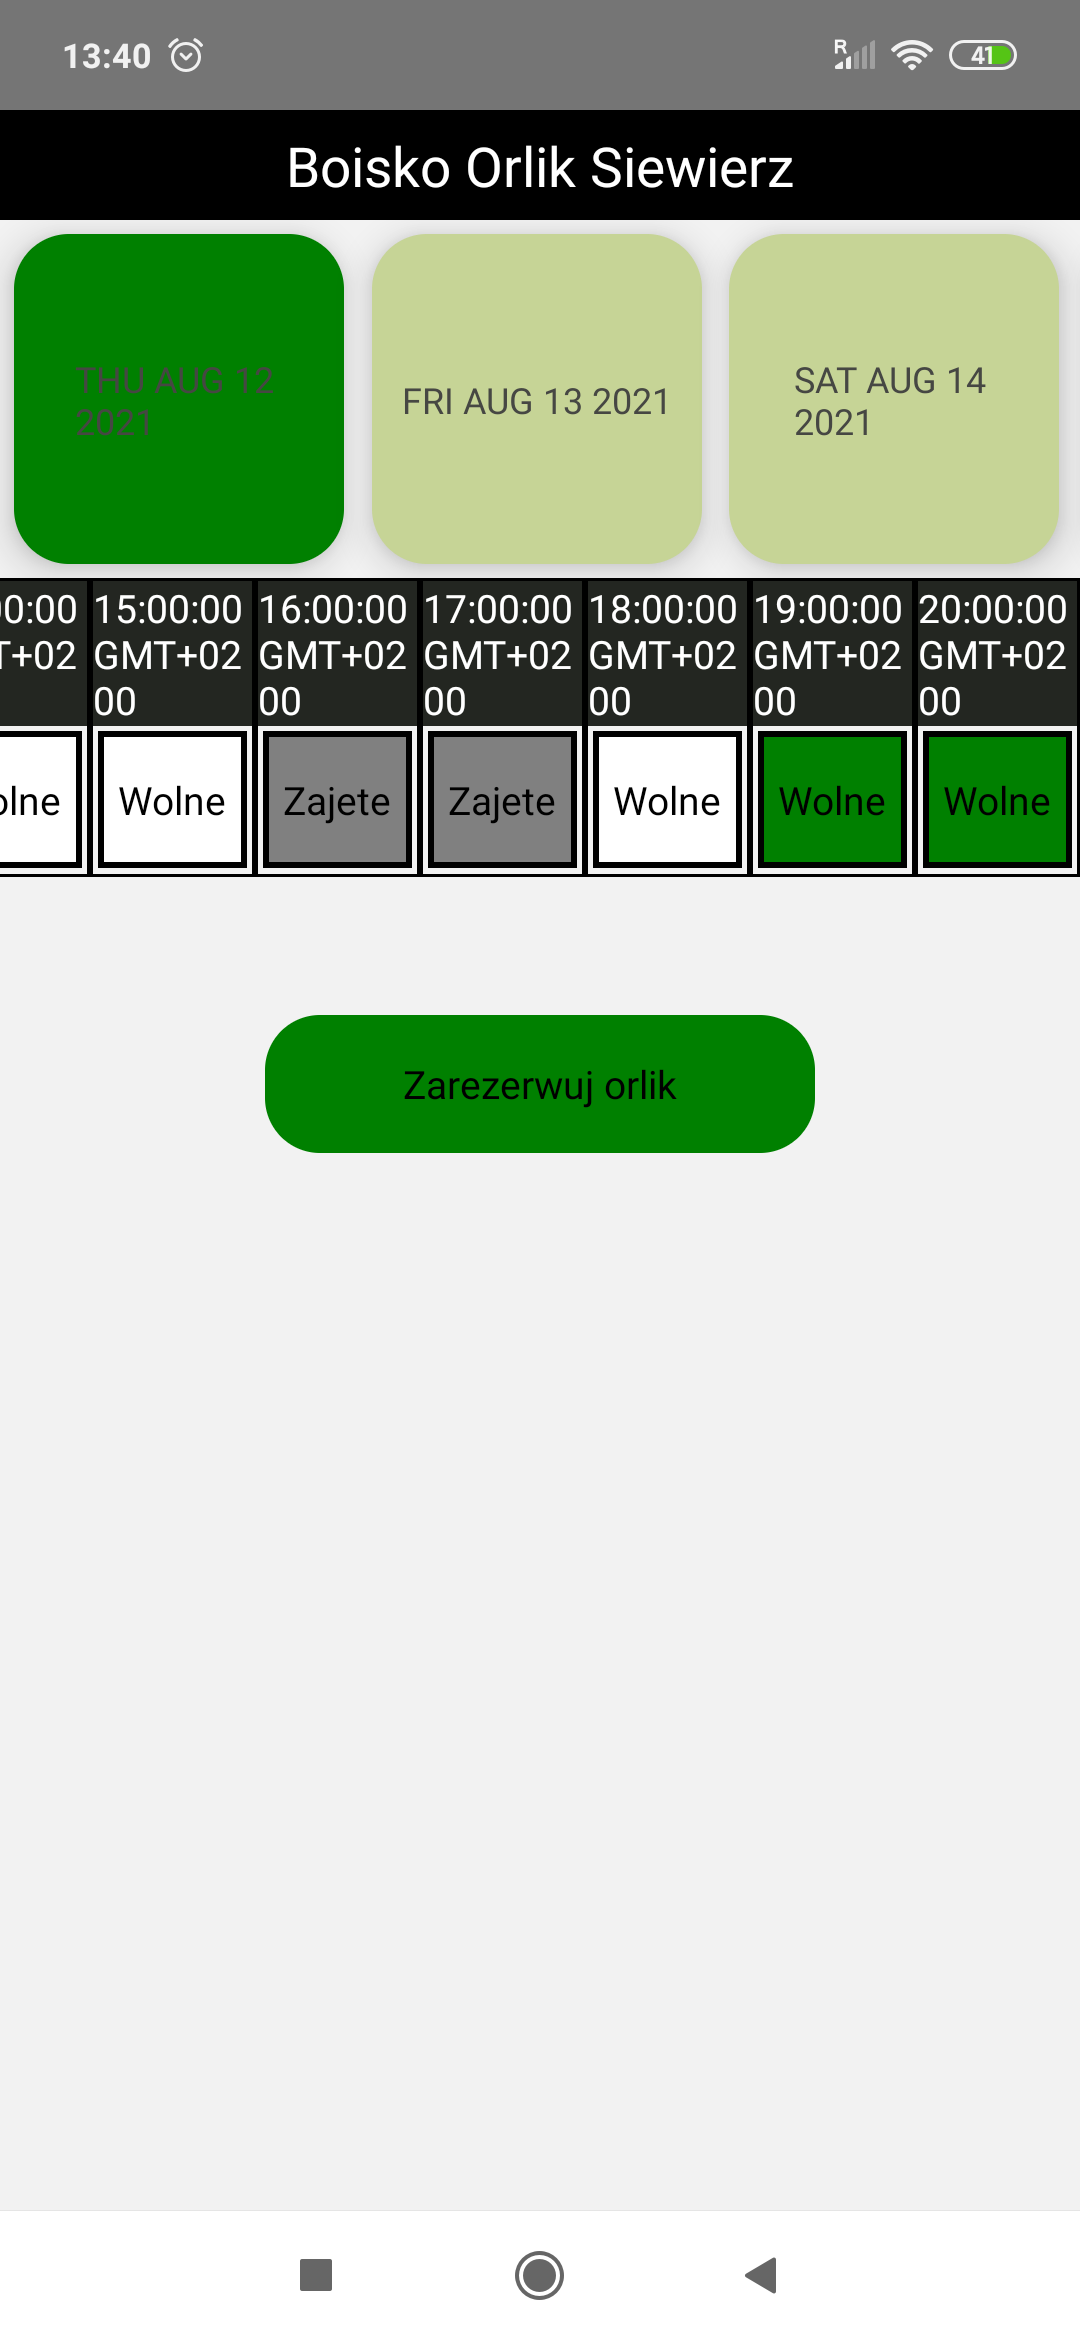 13:40
R
41
Boisko Orlik Siewierz
THU AUG 12
2021
FRI AUG 13 2021
SAT AUG 14
2021
00:00 15:00:00 16:00:00 17:00:00 18:00:00 19:00:00 20:00:00
T+02 GMT+02 GMT+02 GMT+02 GMT+02 GMT+02 GMT+02
00 00 00 00 00 00
olne Wolne Zajete Zajete Wolne Wolne Wolne
Zarezerwuj orlik